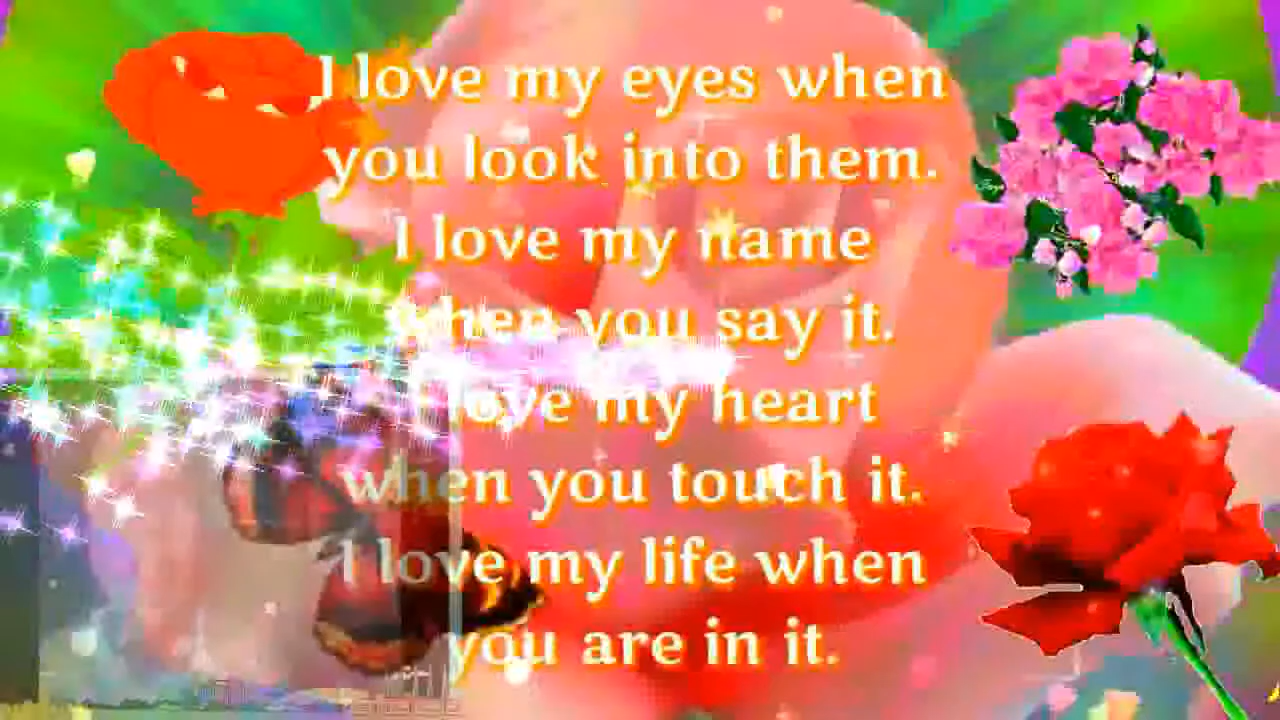 I love my eyes when
you look into them.
I love my name
when you say it.
love my heart
when you touch it.
I love my life when
you are in it.